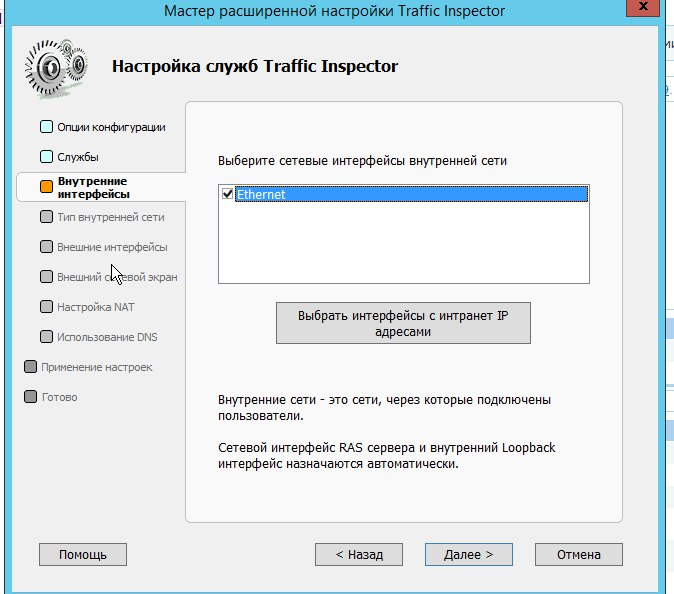 Мастер расширенной настройки Traffic Inspector
x
Настройка служб Traffic Inspector
Опции конфигурации
Службы
Внутренние
интерфейсы
Тип внутренней сети
Внешние интерфейсы
Внешний сетевой экран
Настройка NAT
Использование DNS
Применение настроек
Готово
Выберите сетевые интерфейсы внутренней сети
Ethernet
Выбрать интерфейсы с интранет IP
адресами
Внутренние сети - это сети, через которые подключены
пользователи.
Сетевой интерфейс RAS сервера и внутренний Loopback
интерфейс назначаются автоматически.
Помощь
< Назад
Далее >
Отмена